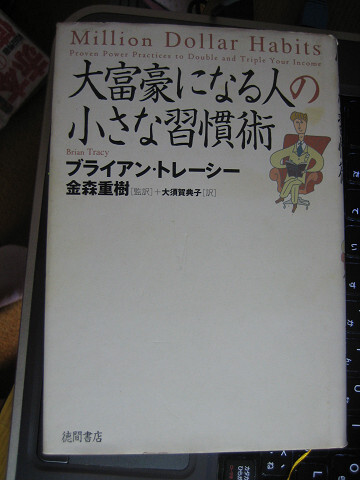 Million Dollar Habits
Proven Power Practices to Double and Triple Your Income
大富豪になる人の
小さな習慣術
Brian Tracy
ブライアン・トレーシー
金森重樹[監訳]+大須賀典子[訳]
徳間書店